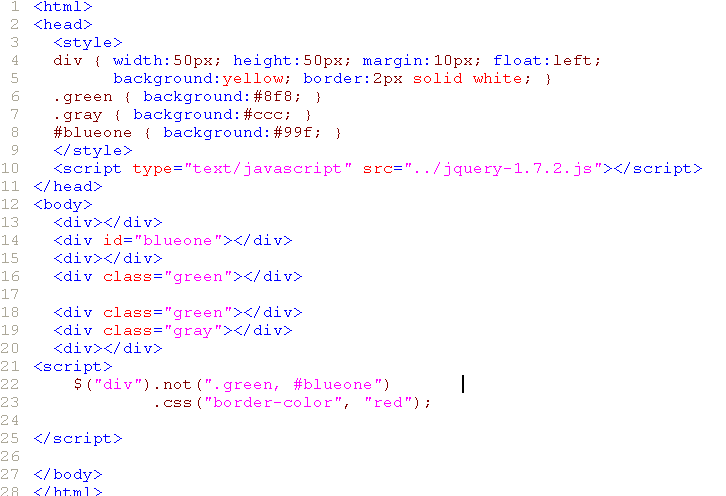 1 <html>
2 <head>
3   <style>
4   div { width:50px; height:50px; margin:10px; float:left;
5         background:yellow; border:2px solid white; }
6   .green { background:#8f8; }
7   .gray { background:#ccc; }
8   #blueone { background:#99f; }
9   </style>
10   <script type="text/javascript" src="../jquery-1.7.2.js"></script>
11 </head>
12 <body>
13   <div></div>
14   <div id="blueone"></div>
15   <div></div>
16   <div class="green"></div>
17
18   <div class="green"></div>
19   <div class="gray"></div>
20   <div></div>
21 <script>
22     $("div").not(".green, #blueone")
23             .css("border-color", "red");
24
25 </script>
26
27 </body>
28 </html>